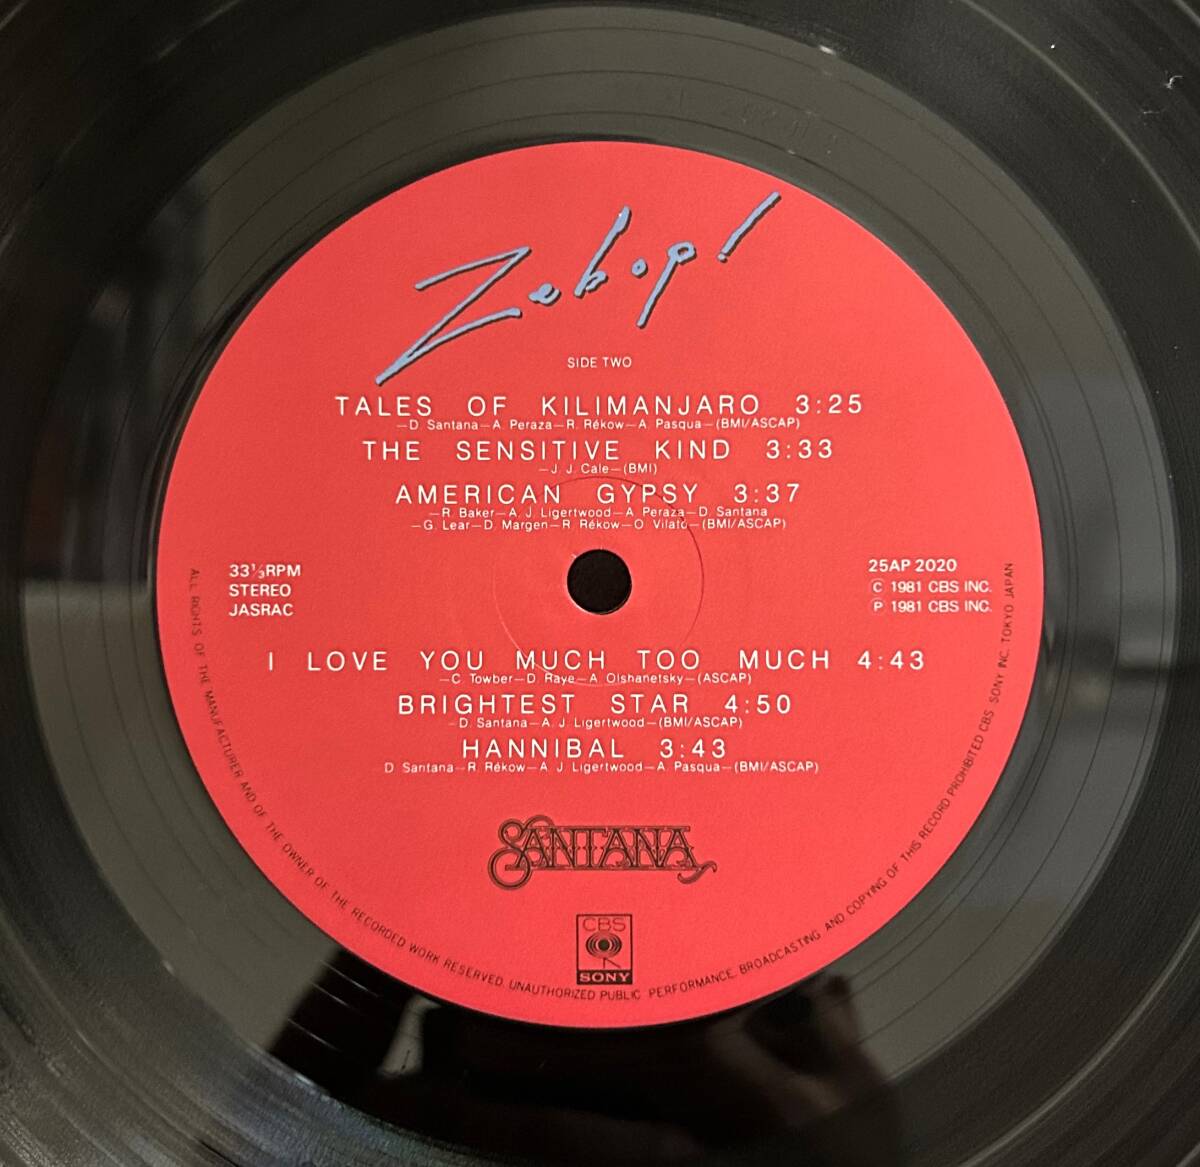 Zebop!
SIDE TWO
TALES OF KILIMANJARO 3:25
—D. Santana—A. Peraza—R. Rékow—A. Pasqua—(BMI/ASCAP)
THE SENSITIVE KIND 3:33
—J. J. Cale—(BMI)
AMERICAN GYPSY 3:37
—R. Baker—A. J. Ligertwood—A. Peraza—D. Santana
—G. Lear—D. Margen—R. Rékow—O. Vilato—(BMI/ASCAP)
33⅓RPM
STEREO
JASRAC
25AP 2020
Ⓒ 1981 CBS INC.
Ⓟ 1981 CBS INC.
I LOVE YOU MUCH TOO MUCH 4:43
—C. Towber—D. Raye—A. Olshanetsky—(ASCAP)
BRIGHTEST STAR 4:50
—D. Santana—A. J. Ligertwood—(BMI/ASCAP)
HANNIBAL 3:43
D. Santana—R. Rékow—A. J. Ligertwood—A. Pasqua—(BMI/ASCAP)
SANTANA
CBS
SONY
ALL RIGHTS OF THE MANUFACTURER AND OF THE OWNER OF THE RECORDED WORK RESERVED. UNAUTHORIZED PUBLIC PERFORMANCE, BROADCASTING AND COPYING OF THIS RECORD PROHIBITED CBS SONY INC. TOKYO JAPAN